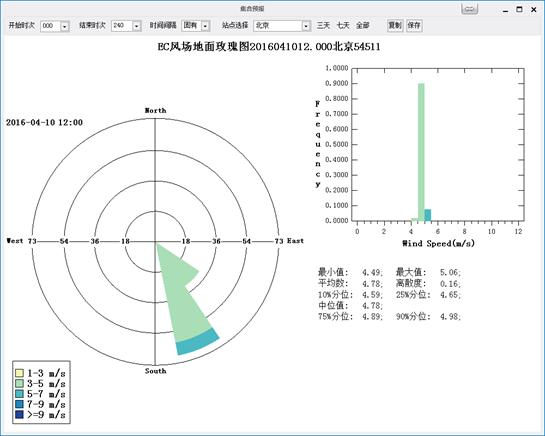 集合预报
开始时次 000 结束时次 240 时间间隔 固有 站点选择 北京 三天 七天 全部 复制 保存
EC风场地面玫瑰图2016041012.000北京54511
2016-04-10 12:00
North
West 73 54 36 18 18 36 54 73 East
South
1-3 m/s
3-5 m/s
5-7 m/s
7-9 m/s
>=9 m/s
Frequency
1.0000
0.9000
0.8000
0.7000
0.6000
0.5000
0.4000
0.3000
0.2000
0.1000
0.0000
0 2 4 6 8 10 12
Wind Speed(m/s)
最小值: 4.49; 最大值: 5.06;
平均数: 4.78; 离散度: 0.16;
10%分位: 4.59; 25%分位: 4.65;
中位值: 4.78;
75%分位: 4.89; 90%分位: 4.98;